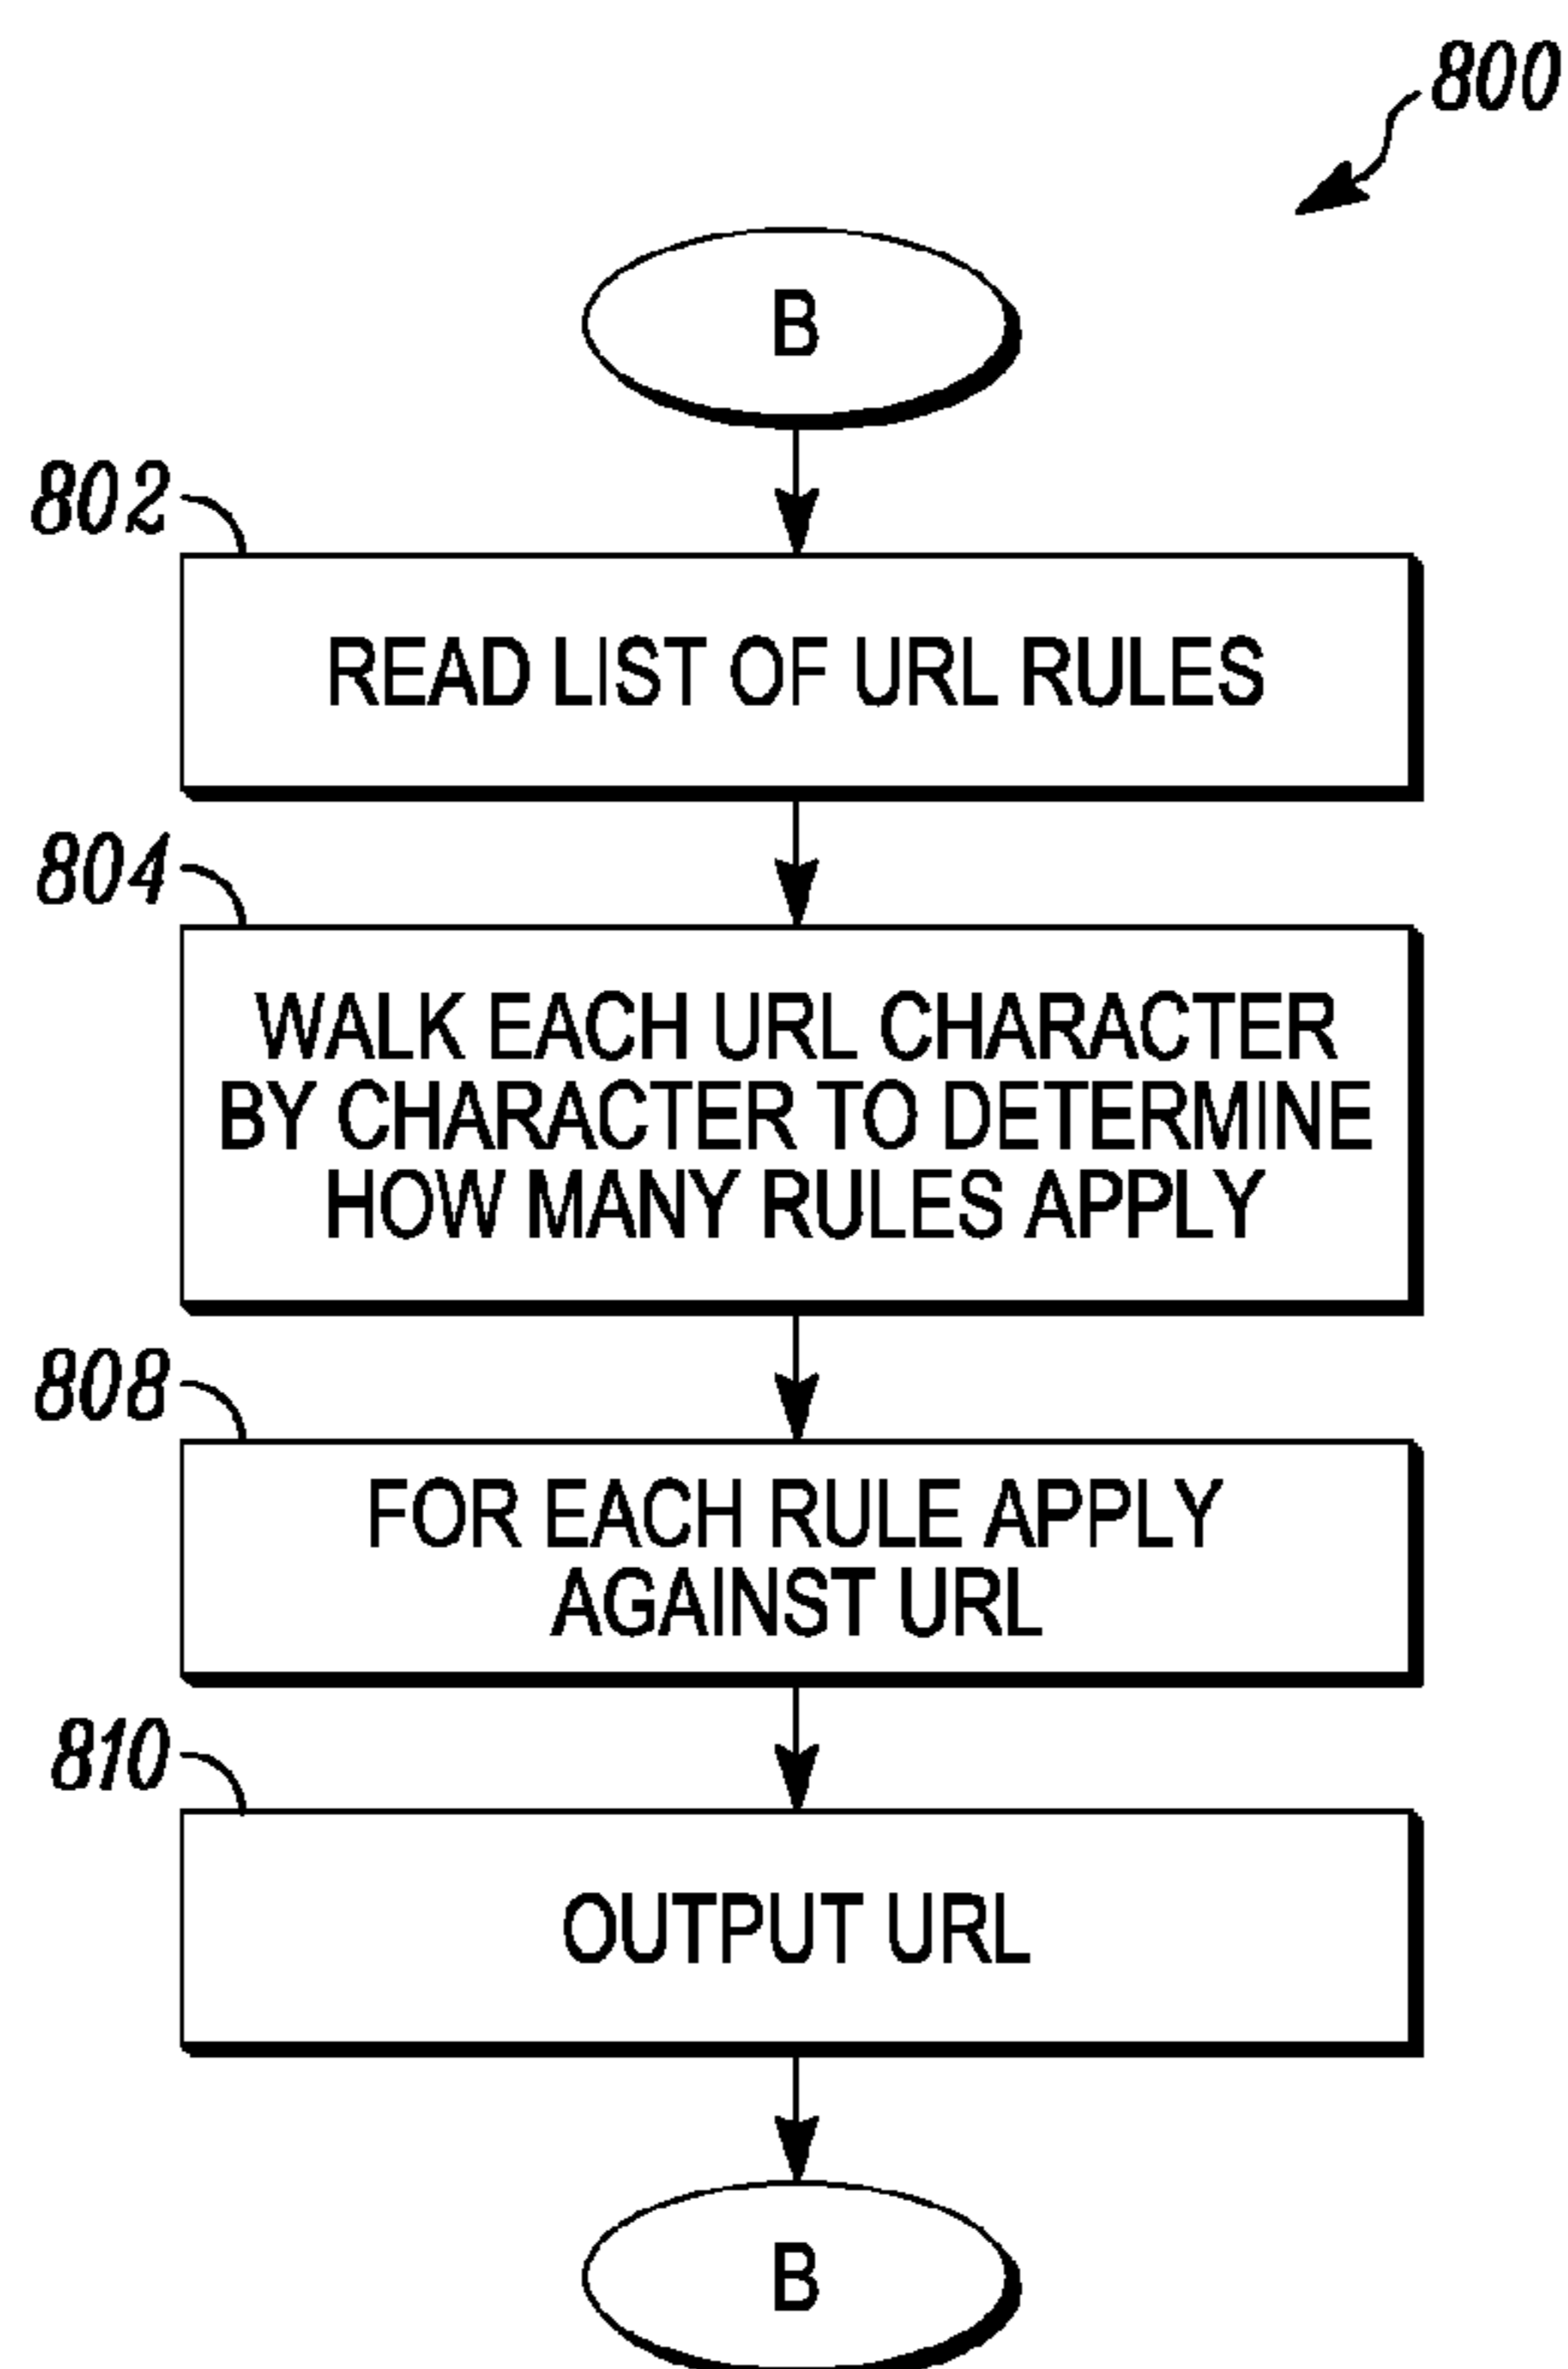 800
B
802
READ LIST OF URL RULES
804
WALK EACH URL CHARACTER
BY CHARACTER TO DETERMINE
HOW MANY RULES APPLY
808
FOR EACH RULE APPLY
AGAINST URL
810
OUTPUT URL
B